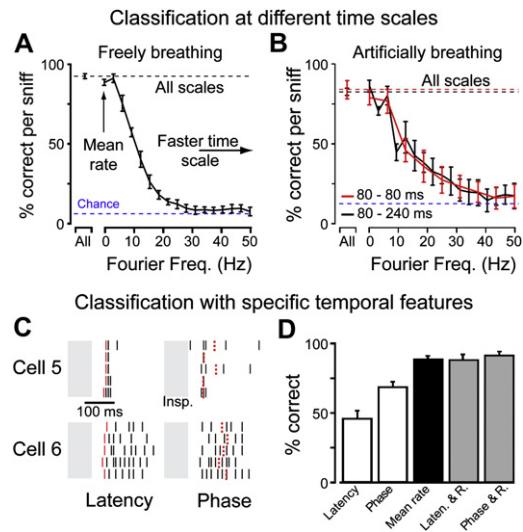 Classification at different time scales
A
Freely breathing
% correct per sniff
100
50
0
All scales
Mean
rate
Faster time
scale
Chance
All
0 10 20 30 40 50
Fourier Freq. (Hz)
B
Artificially breathing
% correct per sniff
100
50
0
All scales
80 - 80 ms
80 - 240 ms
All
0 10 20 30 40 50
Fourier Freq. (Hz)
Classification with specific temporal features
C
Cell 5
Insp.
100 ms
Cell 6
Latency
Phase
D
% correct
100
50
0
Latency
Phase
Mean rate
Laten. & R.
Phase & R.